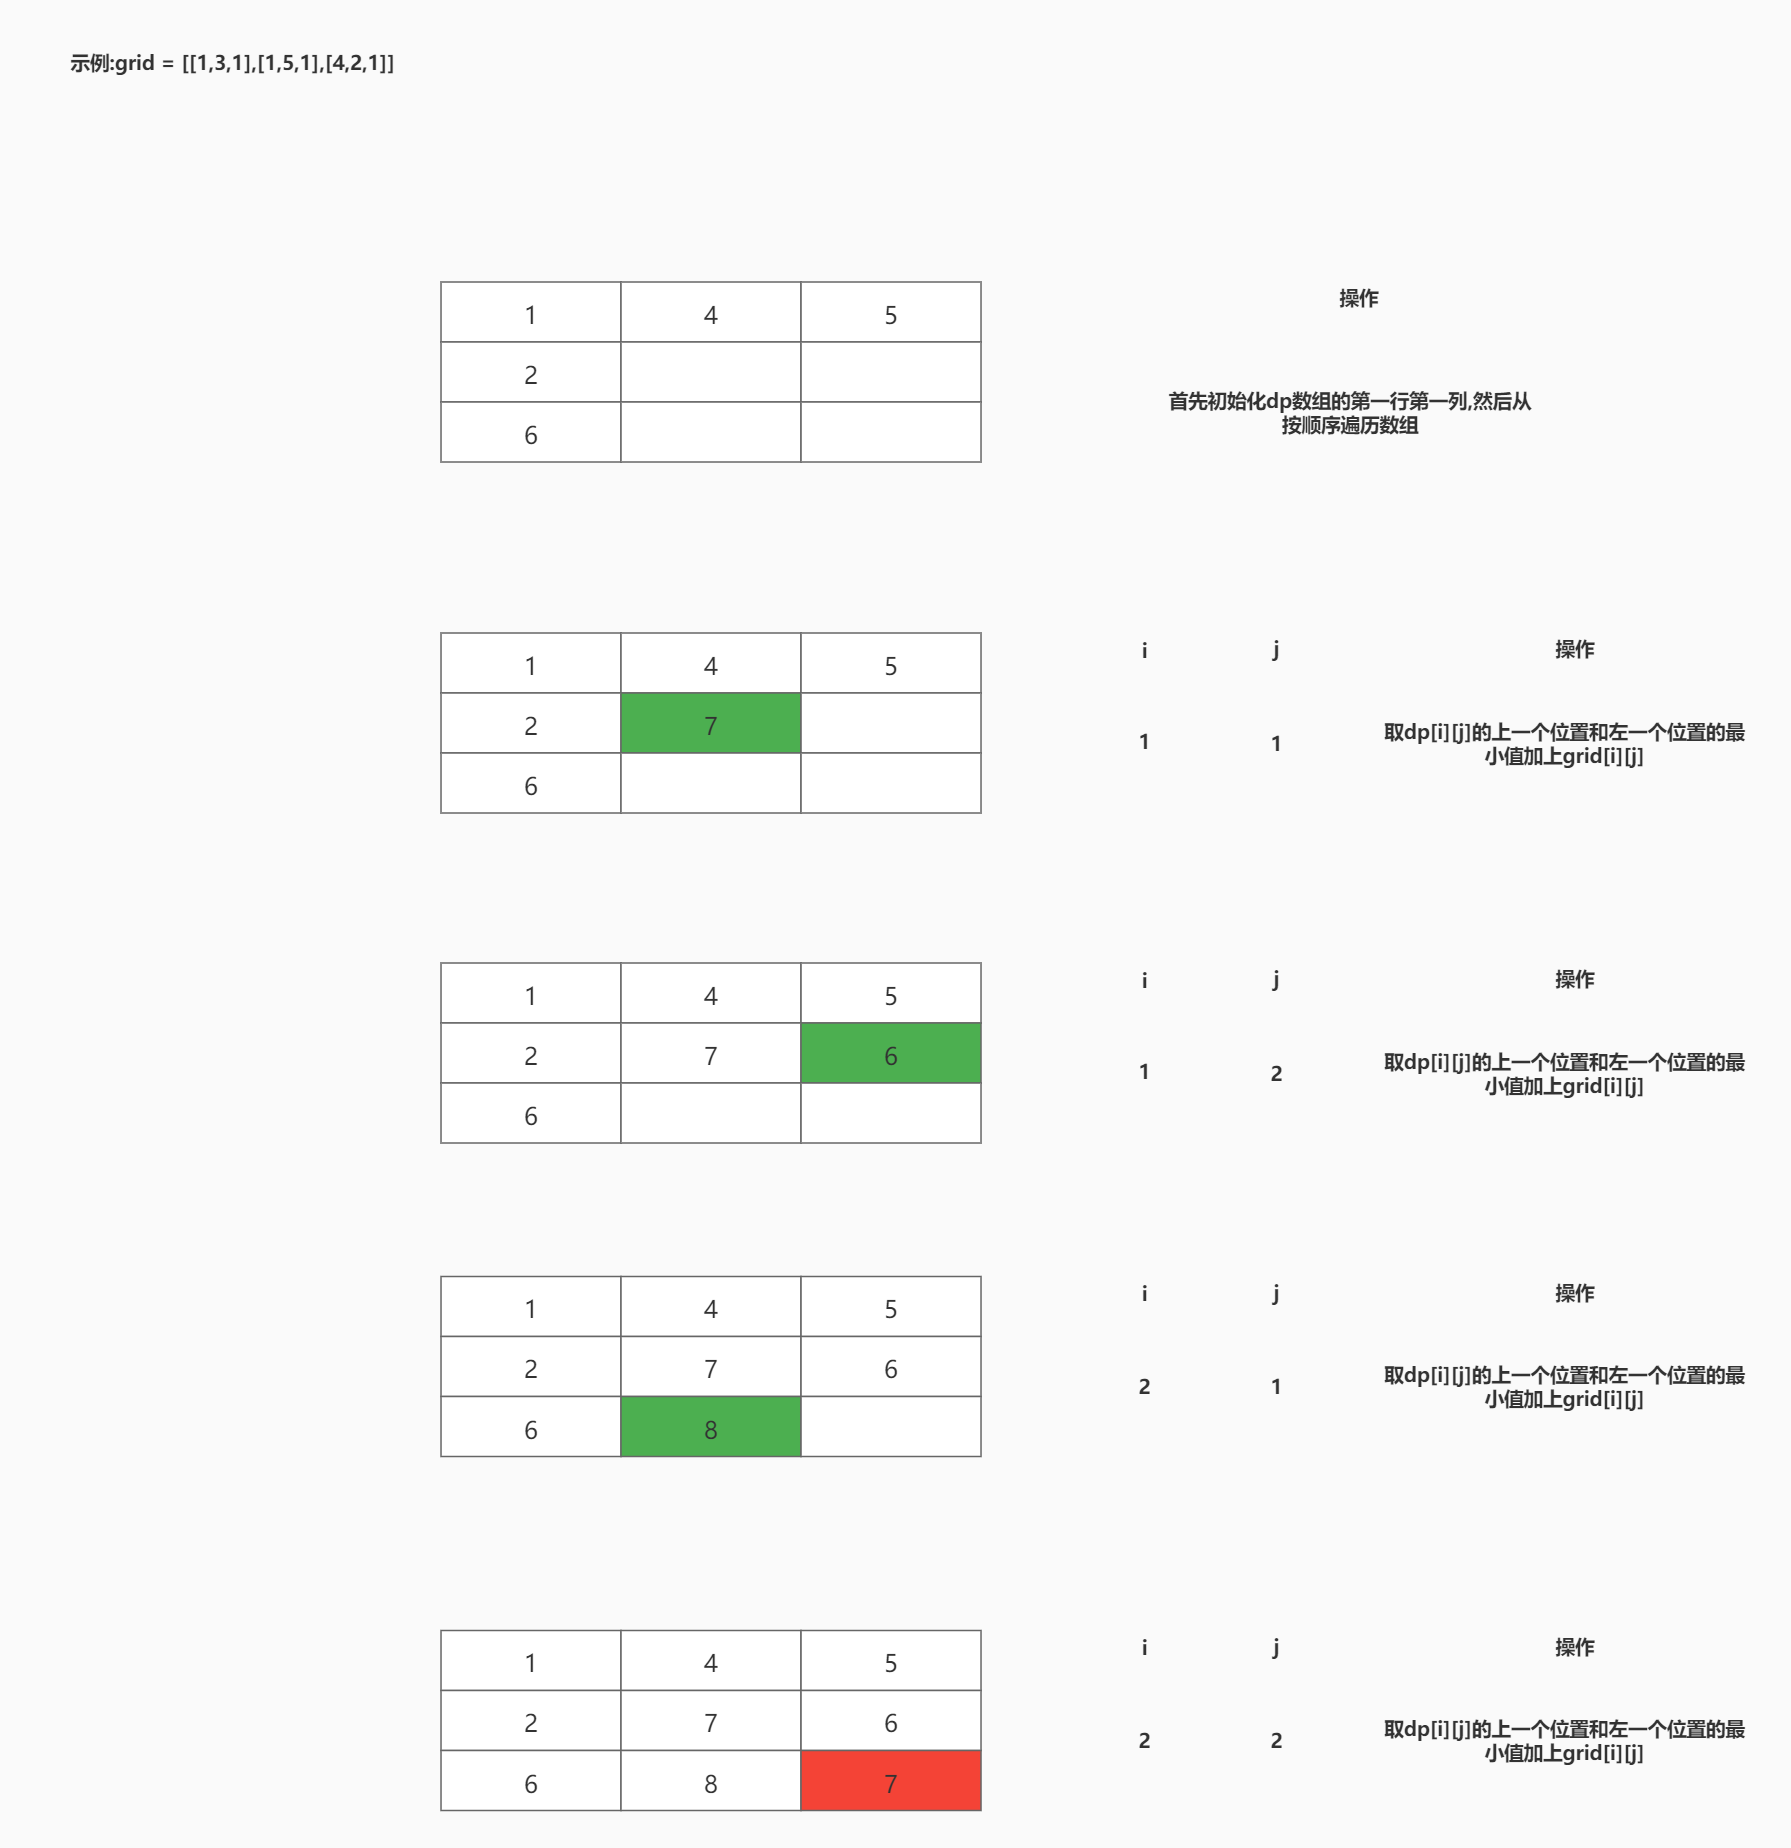 示例:grid = [[1,3,1],[1,5,1],[4,2,1]]
1 4 5
2
6
操作
首先初始化dp数组的第一行第一列,然后从
按顺序遍历数组
1 4 5
2 7
6
i j 操作
1 1 取dp[i][j]的上一个位置和左一个位置的最
小值加上grid[i][j]
1 4 5
2 7 6
6
i j 操作
1 2 取dp[i][j]的上一个位置和左一个位置的最
小值加上grid[i][j]
1 4 5
2 7 6
6 8
i j 操作
2 1 取dp[i][j]的上一个位置和左一个位置的最
小值加上grid[i][j]
1 4 5
2 7 6
6 8 7
i j 操作
2 2 取dp[i][j]的上一个位置和左一个位置的最
小值加上grid[i][j]